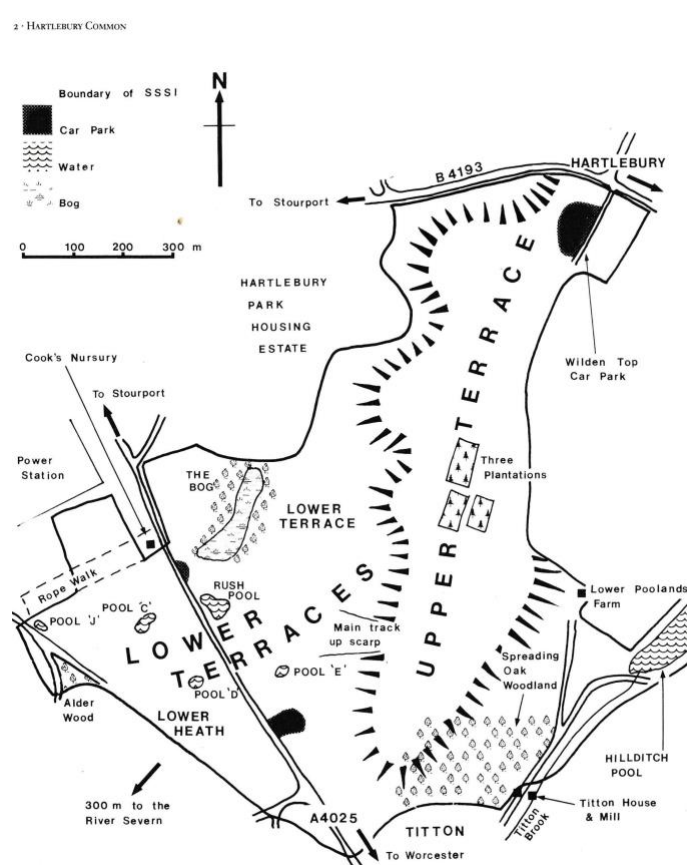 2 · HARTLEBURY COMMON
Boundary of SSSI
Car Park
Water
Bog
0 100 200 300 m
N
B 4193
HARTLEBURY
To Stourport
HARTLEBURY
PARK
HOUSING
ESTATE
UPPER TERRACE
Wilden Top
Car Park
Cook's Nursury
To Stourport
Power
Station
THE
BOG
LOWER
TERRACE
Three
Plantations
UPPER
Rope Walk
RUSH
POOL
POOL 'J'
POOL 'C'
LOWER
TERRACES
Main track
up scarp
Lower Poolands
Farm
POOL 'E'
POOL 'D'
Spreading
Oak
Woodland
Alder
Wood
LOWER
HEATH
HILLDITCH
POOL
300 m to the
River Severn
A4025
TITTON
Titton
Brook
Titton House
& Mill
To Worcester